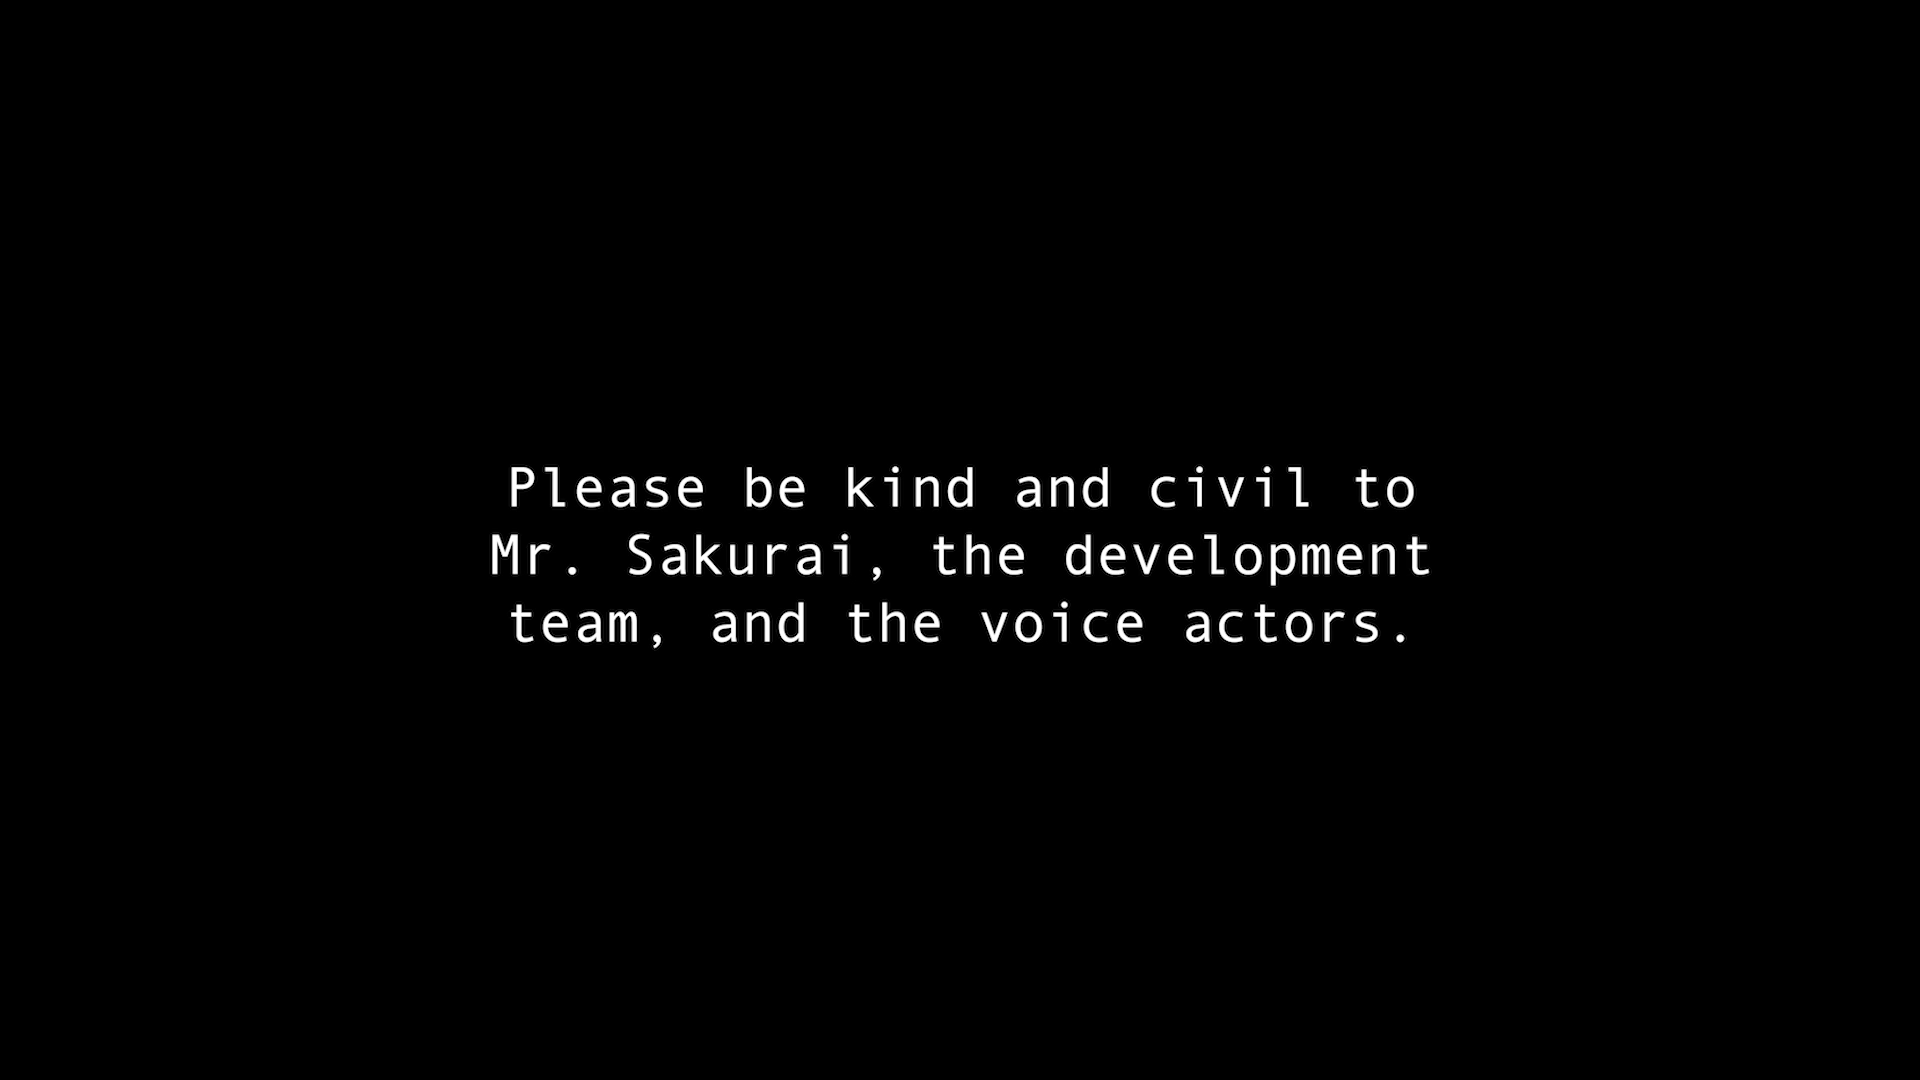 Please be kind and civil to
Mr. Sakurai, the development
team, and the voice actors.